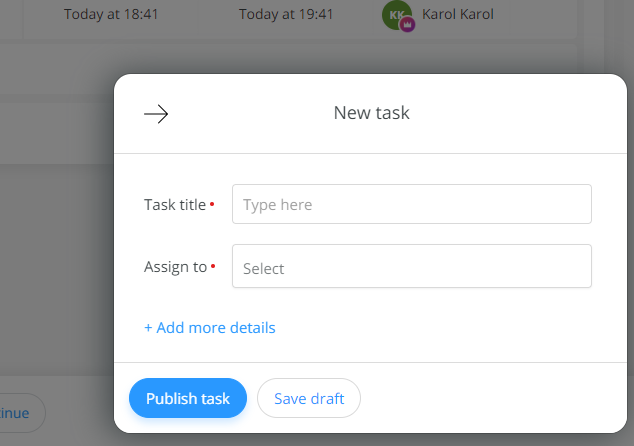 Today at 18:41 Today at 19:41 KK Karol Karol
New task
Task title
Type here
Assign to
Select
+ Add more details
Publish task Save draft
inue